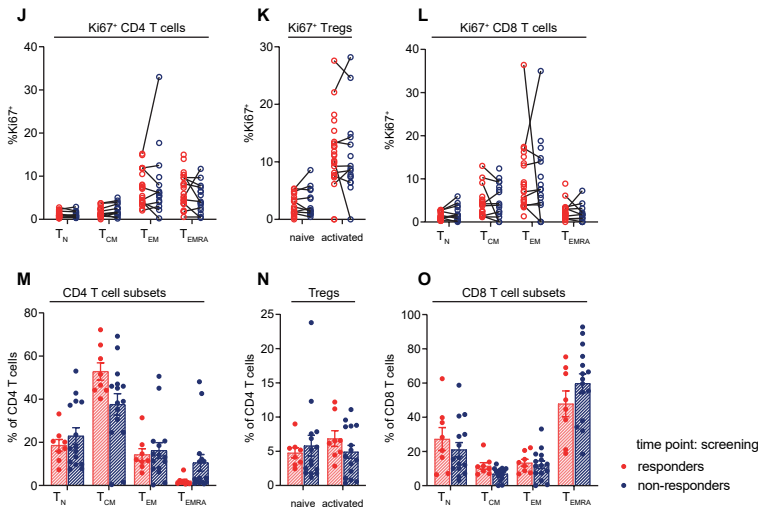 J
Ki67⁺ CD4 T cells
%Ki67⁺
40
30
20
10
0
T_N
T_CM
T_EM
T_EMRA
K
Ki67⁺ Tregs
%Ki67⁺
30
20
10
0
naive
activated
L
Ki67⁺ CD8 T cells
%Ki67⁺
40
30
20
10
0
T_N
T_CM
T_EM
T_EMRA
M
CD4 T cell subsets
% of CD4 T cells
80
60
40
20
0
T_N
T_CM
T_EM
T_EMRA
N
Tregs
% of CD4 T cells
25
20
15
10
5
0
naive
activated
O
CD8 T cell subsets
% of CD8 T cells
100
80
60
40
20
0
T_N
T_CM
T_EM
T_EMRA
time point: screening
responders
non-responders